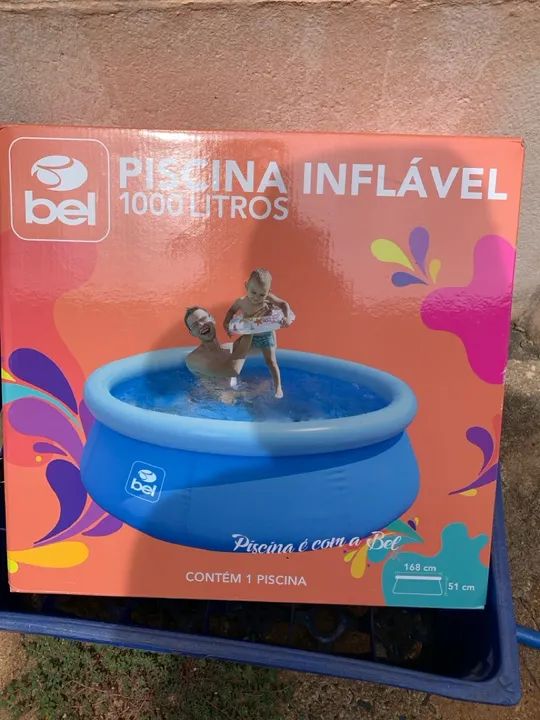 bel
PISCINA INFLÁVEL
1000 LITROS
bel
Piscina é com a Bel
CONTÉM 1 PISCINA
168 cm
51 cm